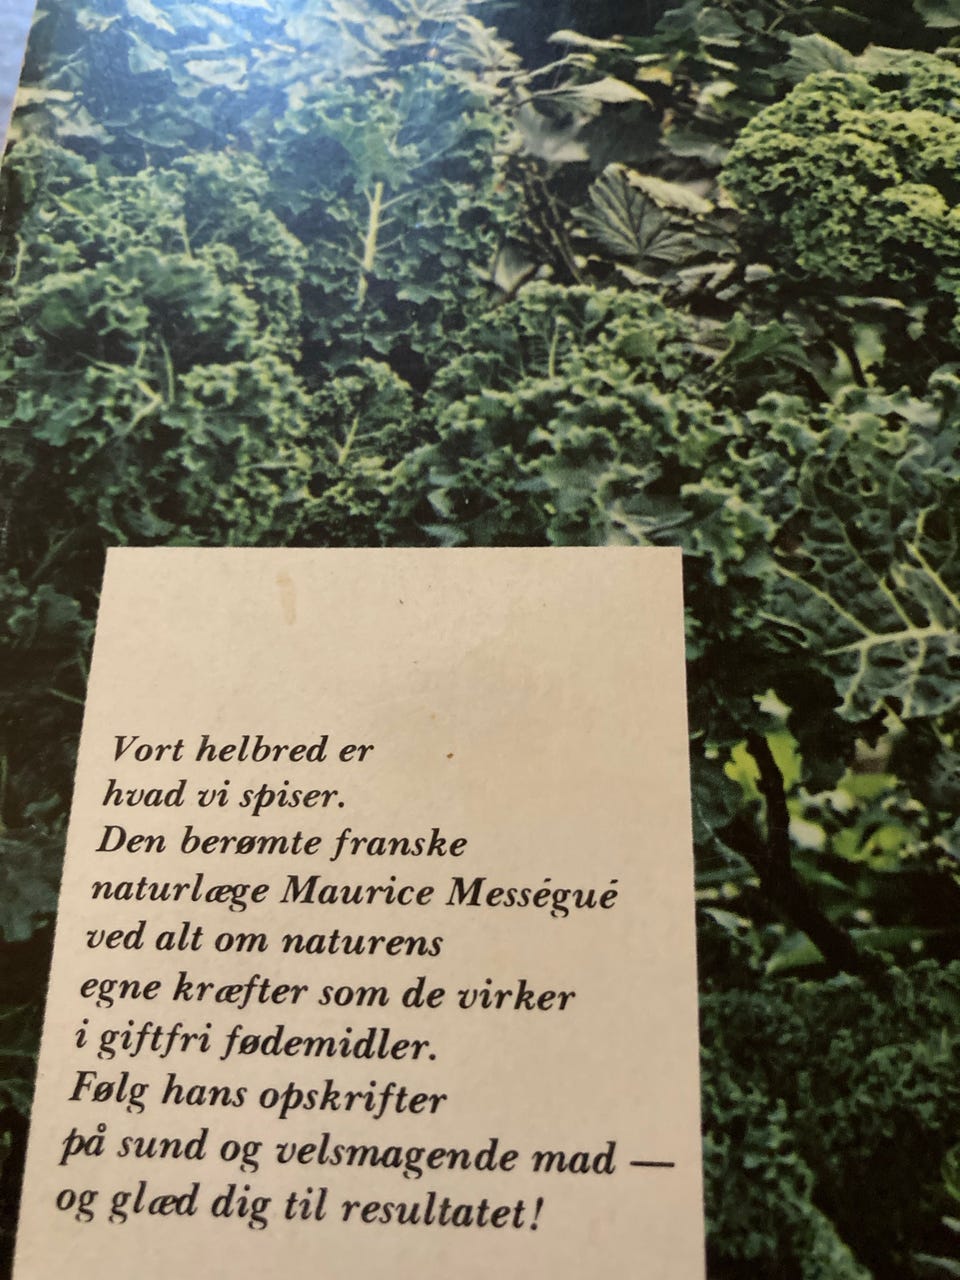 Vort helbred er
hvad vi spiser.
Den berømte franske
naturlæge Maurice Mességué
ved alt om naturens
egne kræfter som de virker
i giftfri fødemidler.
Følg hans opskrifter
på sund og velsmagende mad —
og glæd dig til resultatet!